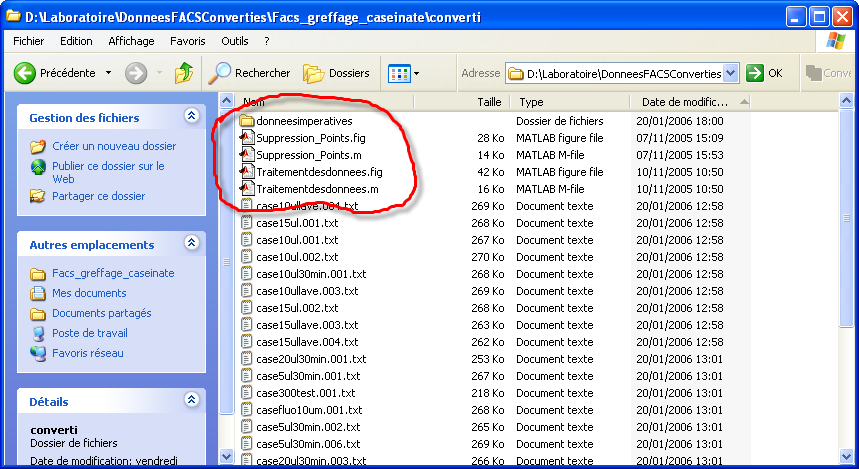 D:\Laboratoire\DonneesFACSConverties\Facs_greffage_caseinate\converti
Fichier Edition Affichage Favoris Outils ?
Précédente Rechercher Dossiers Adresse D:\Laboratoire\DonneesFACSConverties OK Conve
Gestion des fichiers
Créer un nouveau dossier
Publier ce dossier sur le
Web
Partager ce dossier
Autres emplacements
Facs_greffage_caseinate
Mes documents
Documents partagés
Poste de travail
Favoris réseau
Détails
converti
Dossier de fichiers
Date de modification: vendredi
Nom Taille Type Date de modific...
donneesimperatives Dossier de fichiers 20/01/2006 18:00
Suppression_Points.fig 28 Ko MATLAB figure file 07/11/2005 15:09
Suppression_Points.m 14 Ko MATLAB M-file 07/11/2005 15:53
Traitementdesdonnees.fig 42 Ko MATLAB figure file 10/11/2005 10:50
Traitementdesdonnees.m 16 Ko MATLAB M-file 10/11/2005 10:50
case10ullave.004.txt 269 Ko Document texte 20/01/2006 12:58
case15ul.001.txt 268 Ko Document texte 20/01/2006 12:58
case10ul.001.txt 267 Ko Document texte 20/01/2006 12:58
case10ul.002.txt 270 Ko Document texte 20/01/2006 12:58
case10ul30min.001.txt 268 Ko Document texte 20/01/2006 12:58
case10ullave.003.txt 269 Ko Document texte 20/01/2006 12:58
case15ul.002.txt 268 Ko Document texte 20/01/2006 12:58
case15ullave.003.txt 263 Ko Document texte 20/01/2006 12:58
case15ullave.004.txt 262 Ko Document texte 20/01/2006 12:58
case20ul30min.001.txt 253 Ko Document texte 20/01/2006 13:01
case5ul30min.001.txt 267 Ko Document texte 20/01/2006 13:01
case300test.001.txt 218 Ko Document texte 20/01/2006 13:01
casefluo10um.001.txt 268 Ko Document texte 20/01/2006 13:01
case5ul30min.002.txt 265 Ko Document texte 20/01/2006 13:01
case5ul30min.006.txt 269 Ko Document texte 20/01/2006 13:01
case20ul30min.003.txt 260 Ko Document texte 20/01/2006 13:01